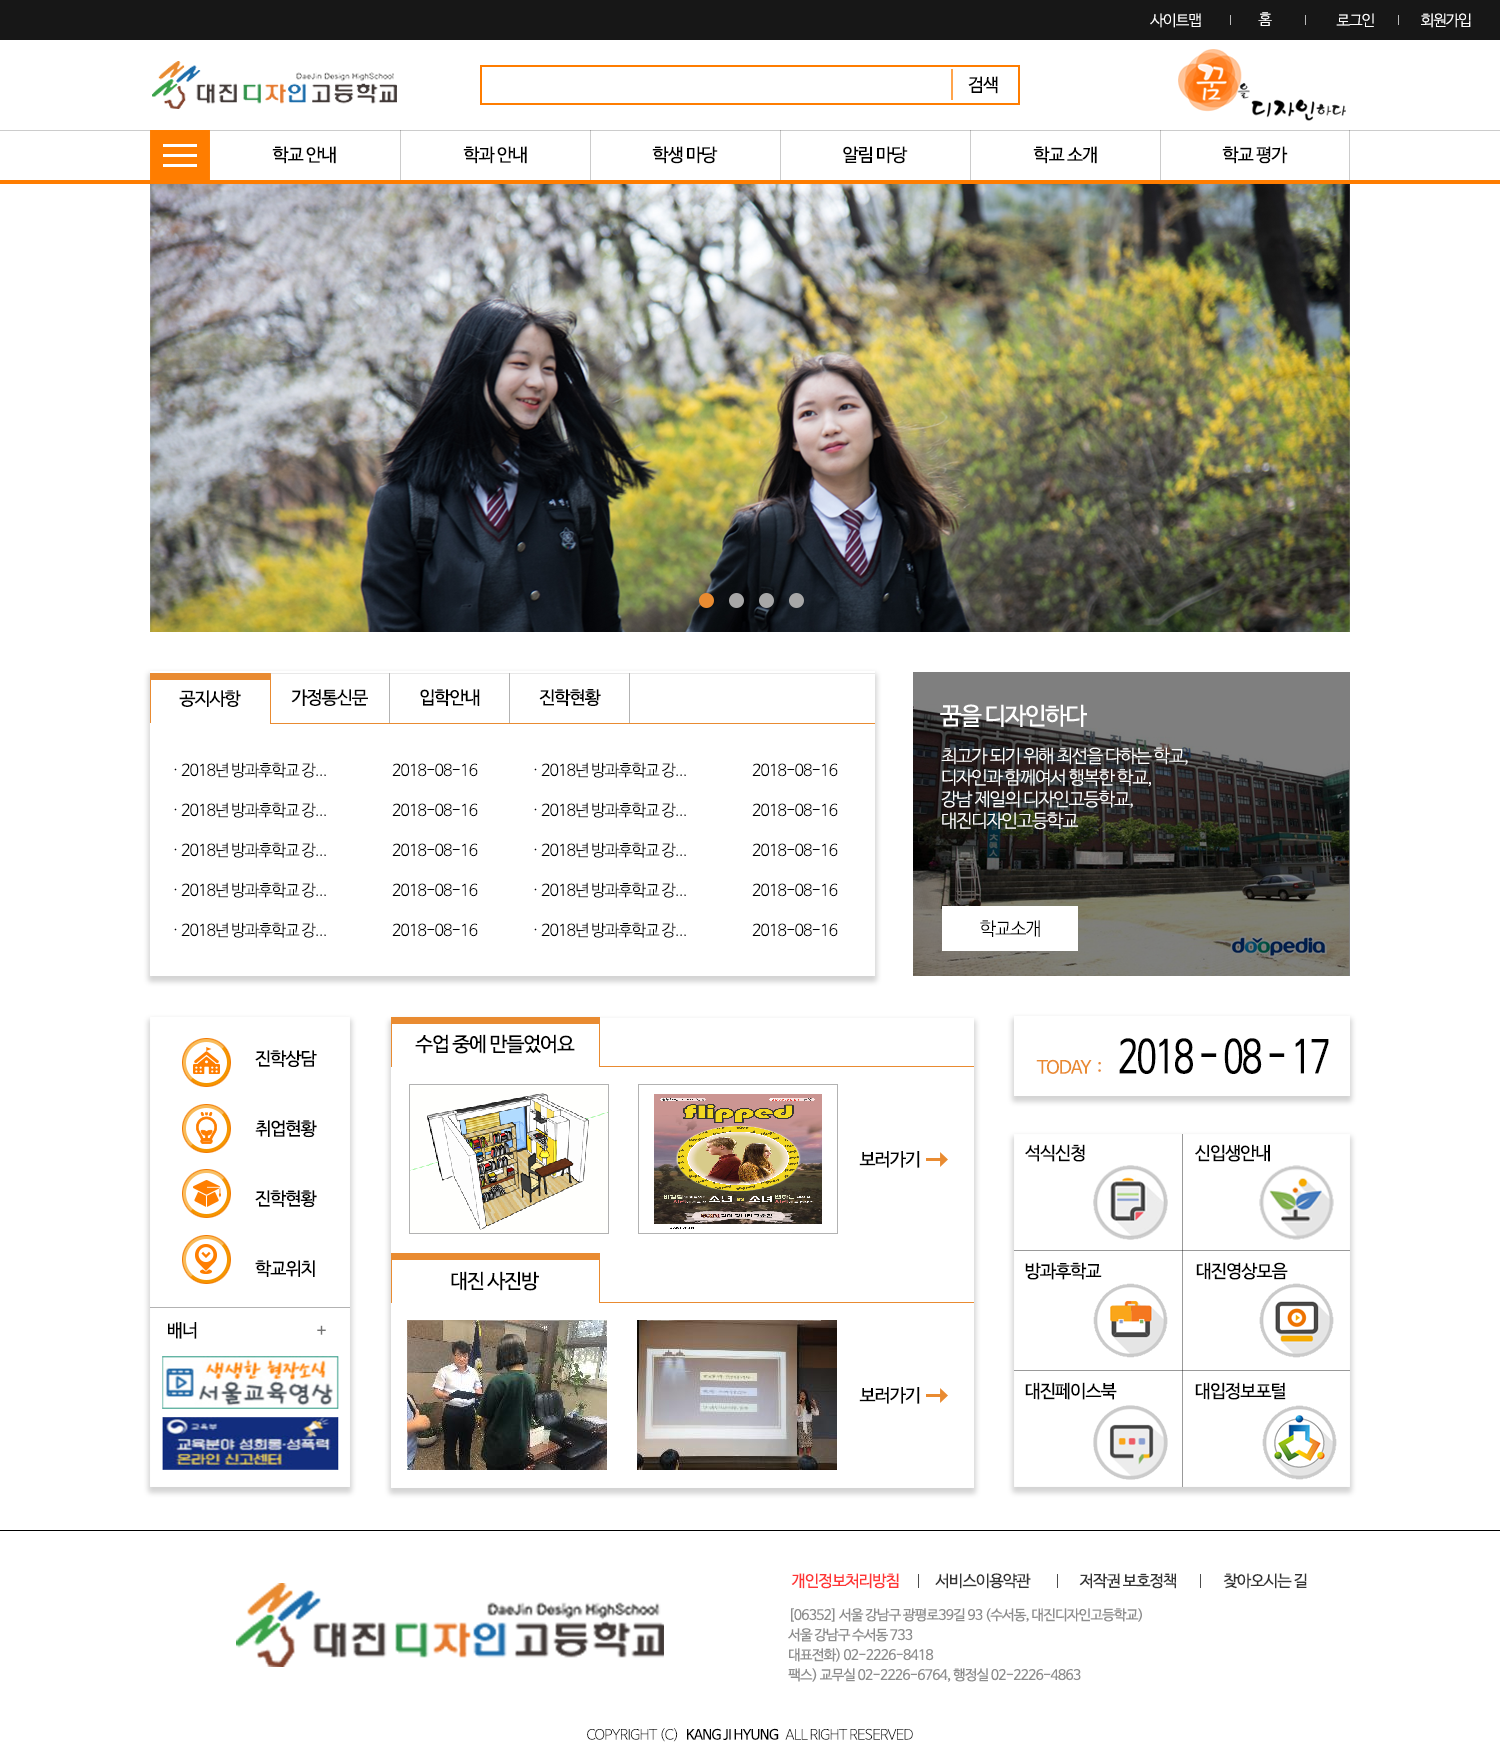 사이트맵 홈 로그인 회원가입
DaeJin Design HighSchool
대진디자인고등학교
검색
꿈을 디자인하다
학교 안내 학과 안내 학생 마당 알림 마당 학교 소개 학교 평가
공지사항 가정통신문 입학안내 진학현황
· 2018년 방과후학교 강... 2018-08-16 · 2018년 방과후학교 강... 2018-08-16
· 2018년 방과후학교 강... 2018-08-16 · 2018년 방과후학교 강... 2018-08-16
· 2018년 방과후학교 강... 2018-08-16 · 2018년 방과후학교 강... 2018-08-16
· 2018년 방과후학교 강... 2018-08-16 · 2018년 방과후학교 강... 2018-08-16
· 2018년 방과후학교 강... 2018-08-16 · 2018년 방과후학교 강... 2018-08-16
꿈을 디자인하다
최고가 되기 위해 최선을 다하는 학교,
디자인과 함께여서 행복한 학교,
강남 제일의 디자인고등학교,
대진디자인고등학교
학교소개
doopedia
진학상담
취업현황
진학현황
학교위치
배너 +
생생한 현장소식
서울교육영상
교육부
교육분야 성희롱·성폭력
온라인 신고센터
수업 중에 만들었어요
flipped
소년 소녀
보러가기
대진 사진방
보러가기
TODAY : 2018 - 08 - 17
석식신청 신입생안내
방과후학교 대진영상모음
대진페이스북 대입정보포털
DaeJin Design HighSchool
대진디자인고등학교
개인정보처리방침 | 서비스이용약관 | 저작권 보호정책 | 찾아오시는 길
[06352] 서울 강남구 광평로39길 93 (수서동, 대진디자인고등학교)
서울 강남구 수서동 733
대표전화) 02-2226-8418
팩스) 교무실 02-2226-6764, 행정실 02-2226-4863
COPYRIGHT (C) KANG JI HYUNG ALL RIGHT RESERVED